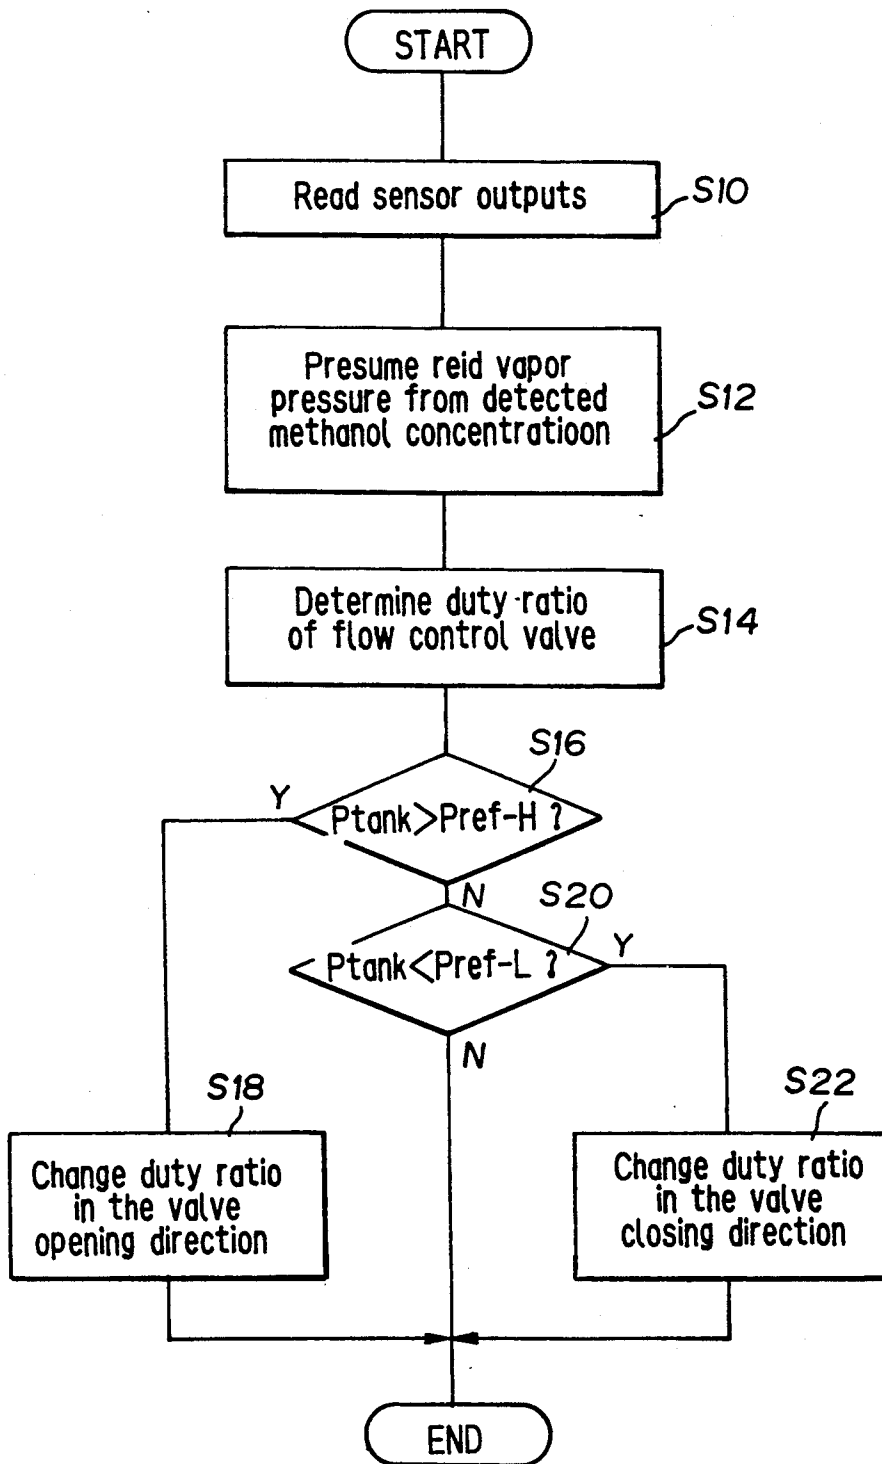 START
Read sensor outputs
S10
Presume reid vapor
pressure from detected
methanol concentratioon
S12
Determine duty ratio
of flow control valve
S14
S16
Y
Ptank>Pref-H ?
N
S20
Ptank<Pref-L ?
Y
N
S18
Change duty ratio
in the valve
opening direction
S22
Change duty ratio
in the valve
closing direction
END